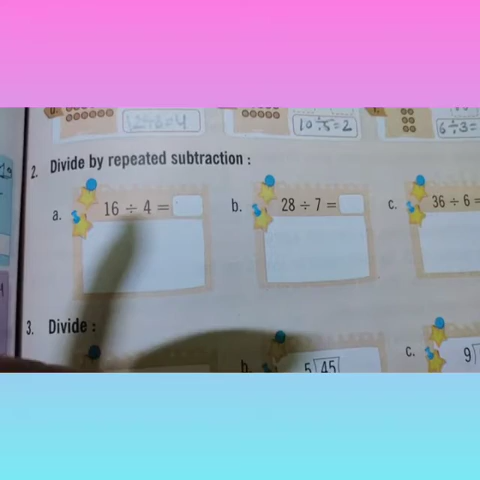 10÷5=2
6÷3=
2. Divide by repeated subtraction :
a. 16 ÷ 4 =
b. 28 ÷ 7 =
c. 36 ÷ 6 =
3. Divide :
b. 5)45
c. 9)